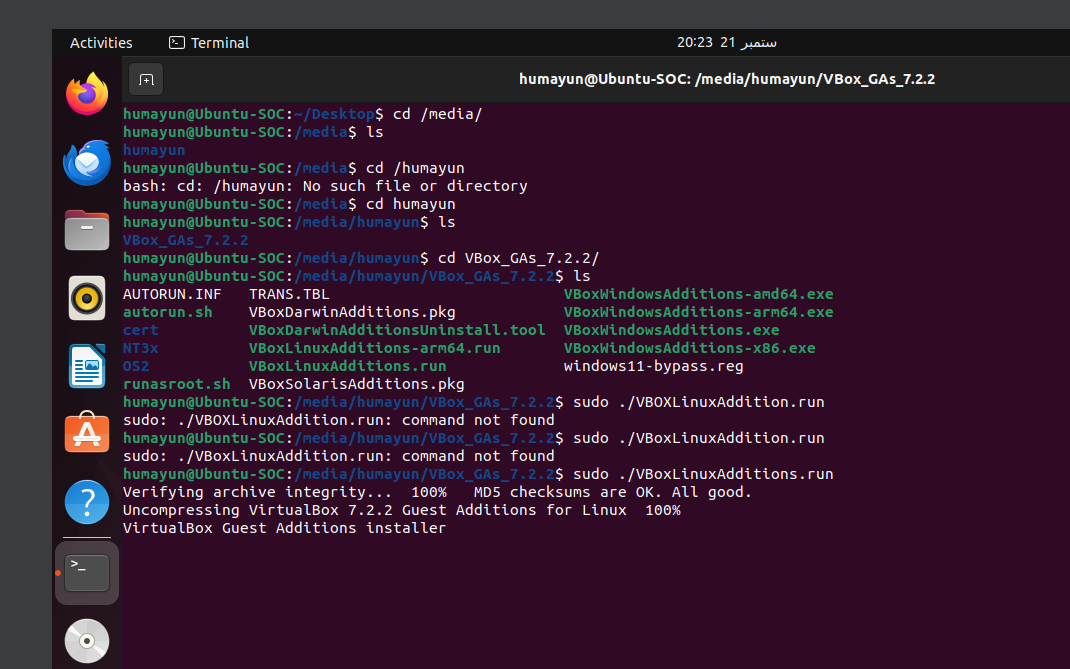 Activities Terminal 20:23 21 ستمبر
humayun@Ubuntu-SOC: /media/humayun/VBox_GAs_7.2.2
humayun@Ubuntu-SOC:~/Desktop$ cd /media/
humayun@Ubuntu-SOC:/media$ ls
humayun
humayun@Ubuntu-SOC:/media$ cd /humayun
bash: cd: /humayun: No such file or directory
humayun@Ubuntu-SOC:/media$ cd humayun
humayun@Ubuntu-SOC:/media/humayun$ ls
VBox_GAs_7.2.2
humayun@Ubuntu-SOC:/media/humayun$ cd VBox_GAs_7.2.2/
humayun@Ubuntu-SOC:/media/humayun/VBox_GAs_7.2.2$ ls
AUTORUN.INF TRANS.TBL VBoxWindowsAdditions-amd64.exe
autorun.sh VBoxDarwinAdditions.pkg VBoxWindowsAdditions-arm64.exe
cert VBoxDarwinAdditionsUninstall.tool VBoxWindowsAdditions.exe
NT3x VBoxLinuxAdditions-arm64.run VBoxWindowsAdditions-x86.exe
OS2 VBoxLinuxAdditions.run windows11-bypass.reg
runasroot.sh VBoxSolarisAdditions.pkg
humayun@Ubuntu-SOC:/media/humayun/VBox_GAs_7.2.2$ sudo ./VBOXLinuxAddition.run
sudo: ./VBOXLinuxAddition.run: command not found
humayun@Ubuntu-SOC:/media/humayun/VBox_GAs_7.2.2$ sudo ./VBoxLinuxAddition.run
sudo: ./VBoxLinuxAddition.run: command not found
humayun@Ubuntu-SOC:/media/humayun/VBox_GAs_7.2.2$ sudo ./VBoxLinuxAdditions.run
Verifying archive integrity... 100% MD5 checksums are OK. All good.
Uncompressing VirtualBox 7.2.2 Guest Additions for Linux 100%
VirtualBox Guest Additions installer